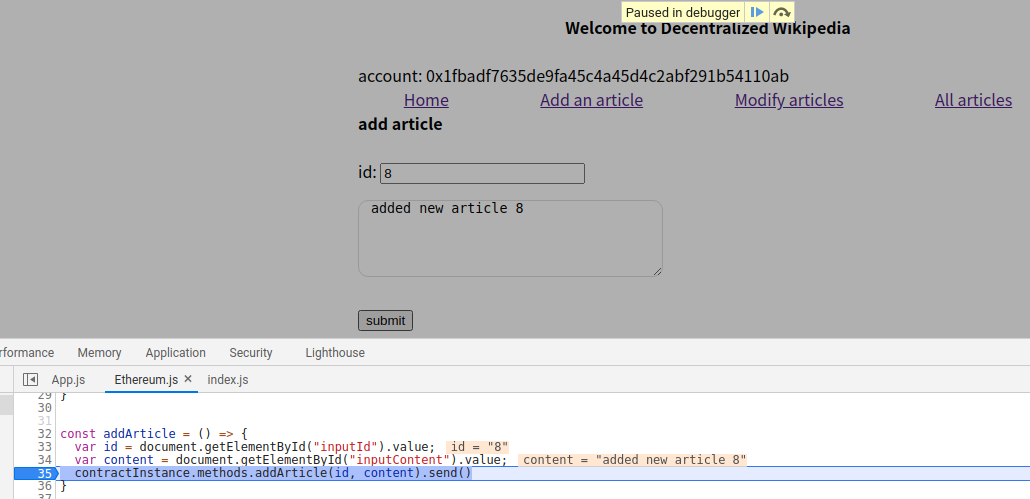 Paused in debugger
Welcome to Decentralized Wikipedia
account: 0x1fbadf7635de9fa45c4a45d4c2abf291b54110ab
Home Add an article Modify articles All articles
add article
id: 8
added new article 8
submit
rformance Memory Application Security Lighthouse
App.js Ethereum.js × index.js
29 }
30
31
32 const addArticle = () => {
33 var id = document.getElementById("inputId").value; id = "8"
34 var content = document.getElementById("inputContent").value; content = "added new article 8"
35 contractInstance.methods.addArticle(id, content).send()
36 }
37